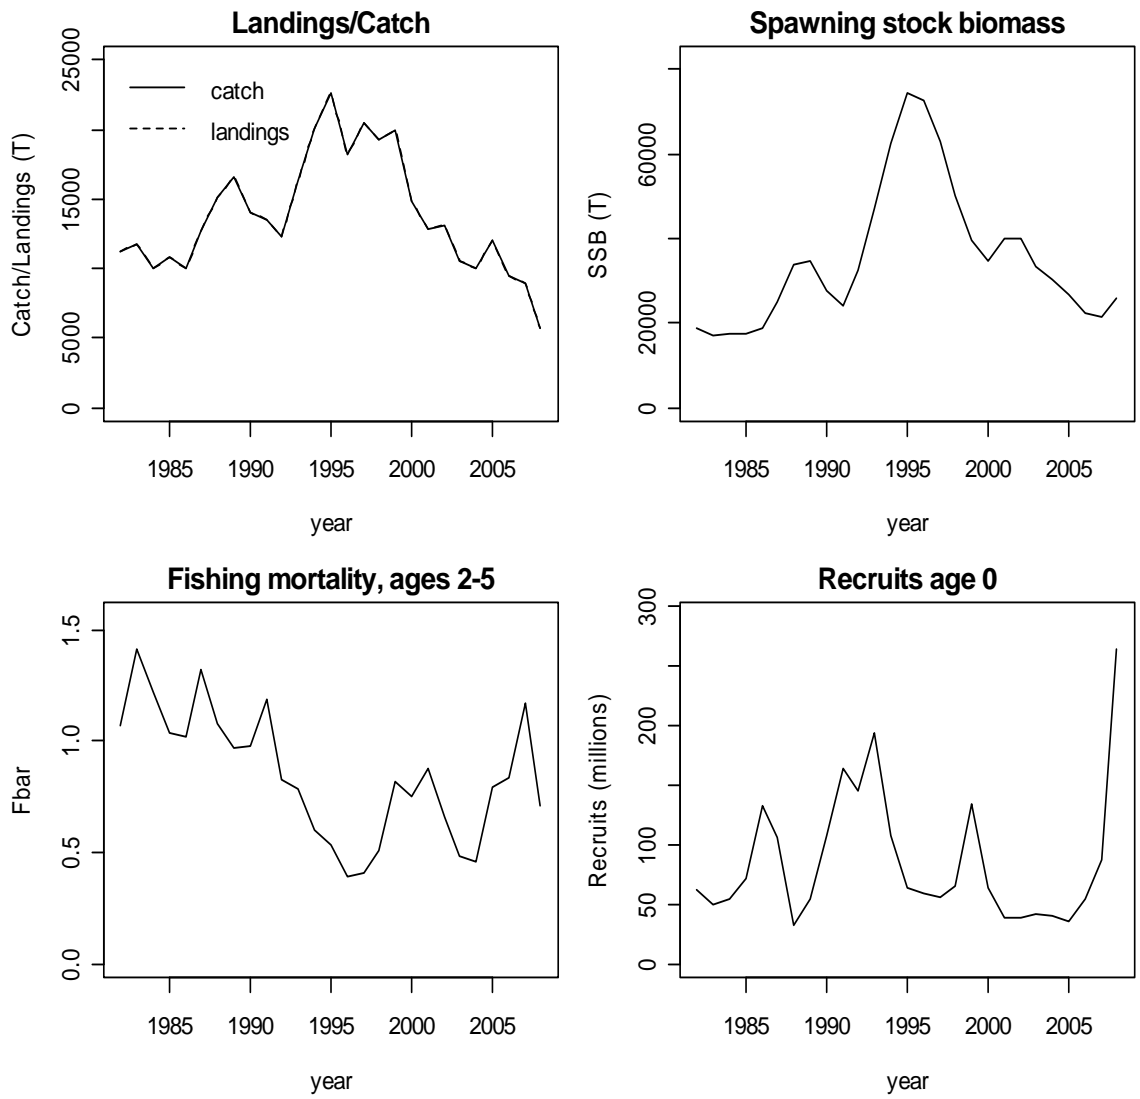 Landings/Catch
Catch/Landings (T)
25000
15000
5000
0
catch
landings
1985 1990 1995 2000 2005
year
Spawning stock biomass
SSB (T)
60000
20000
0
1985 1990 1995 2000 2005
year
Fishing mortality, ages 2-5
Fbar
1.5
1.0
0.5
0.0
1985 1990 1995 2000 2005
year
Recruits age 0
Recruits (millions)
300
200
100
50
0
1985 1990 1995 2000 2005
year